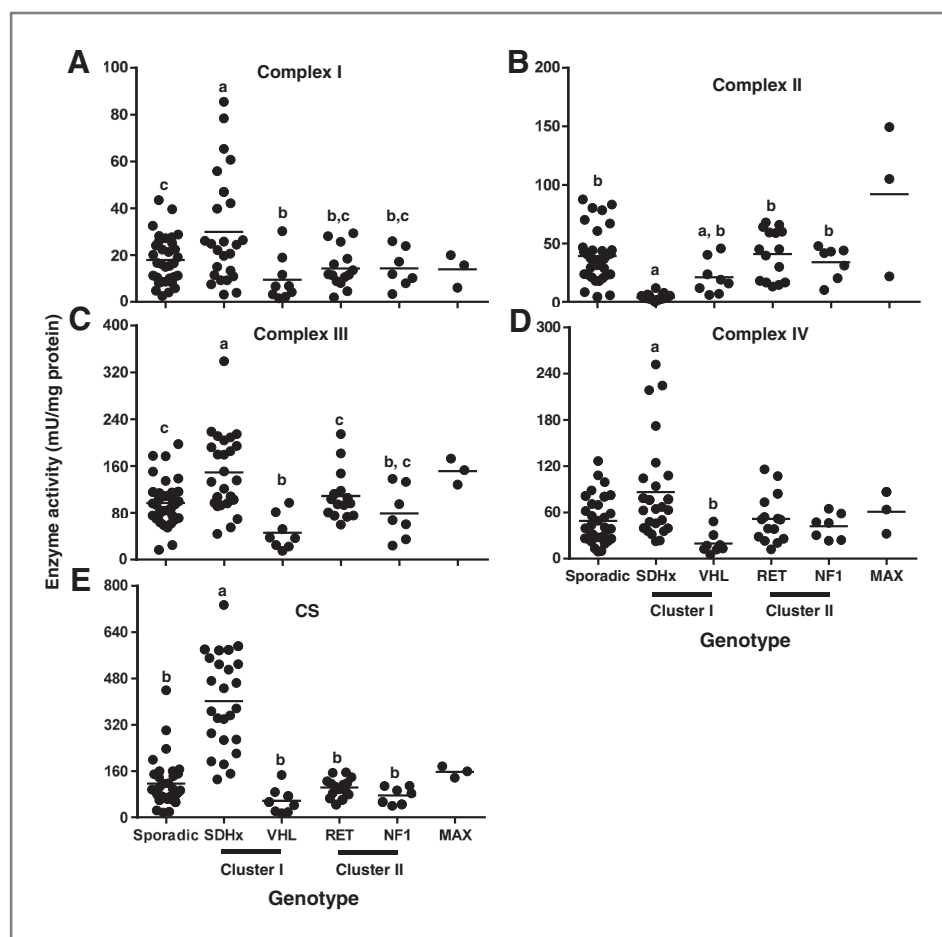 A
Complex I
100
80
60
40
20
0
c
a
b
b,c
b,c
B
Complex II
200
150
100
50
0
b
a
a, b
b
b
C
Complex III
400
320
240
160
80
0
c
a
b
c
b, c
D
Complex IV
300
240
180
120
60
0
a
b
Sporadic SDHx VHL RET NF1 MAX
Cluster I Cluster II
Genotype
E
CS
800
640
480
320
160
0
b
a
b
b
b
Sporadic SDHx VHL RET NF1 MAX
Cluster I Cluster II
Genotype
Enzyme activity (mU/mg protein)